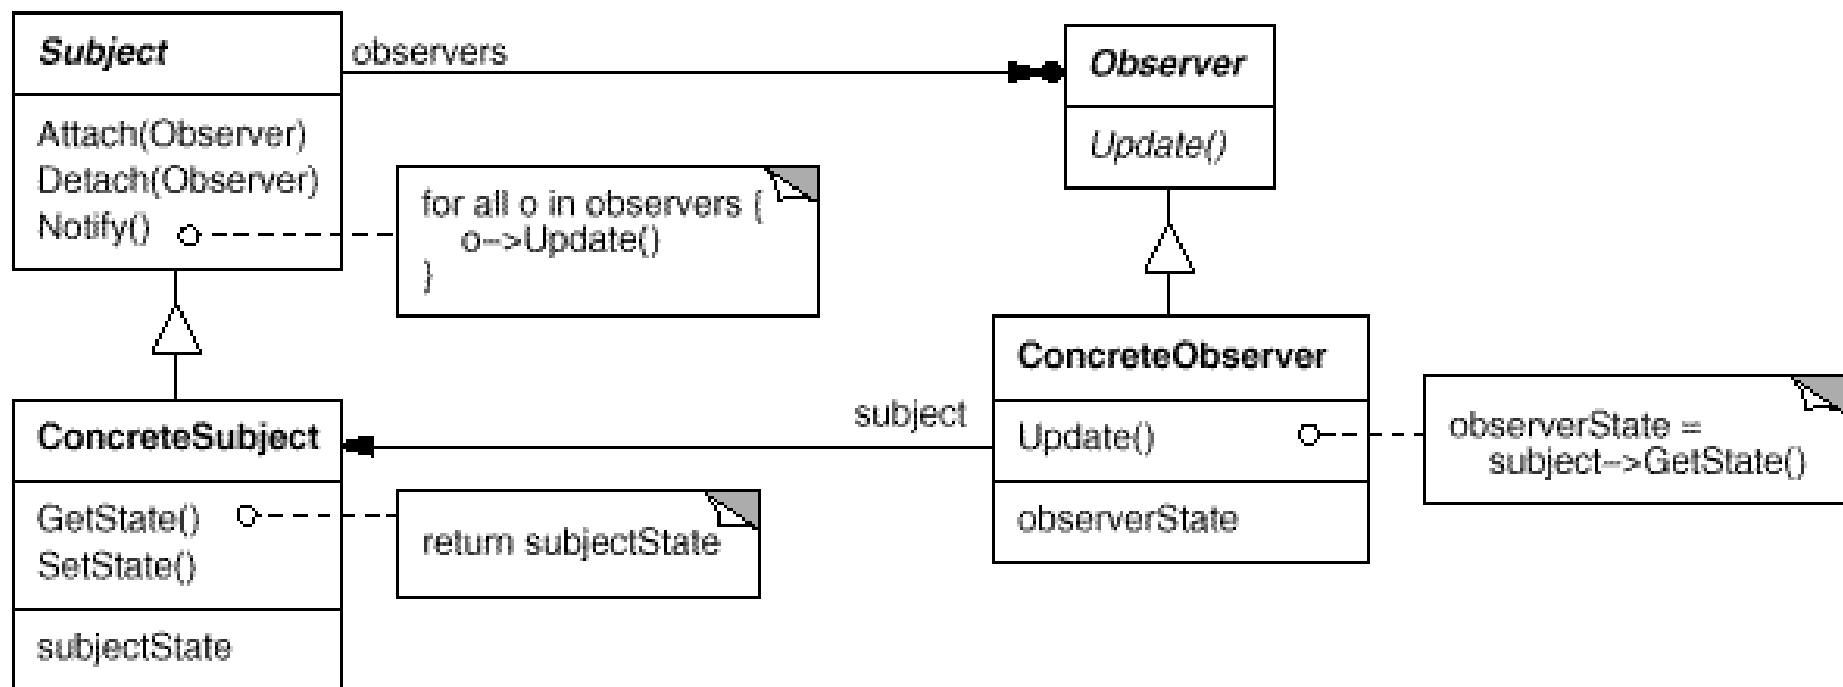 Subject
observers
Observer
Attach(Observer)
Detach(Observer)
Notify()
Update()
for all o in observers {
o->Update()
}
ConcreteObserver
ConcreteSubject
subject
Update()
observerState =
subject->GetState()
GetState()
SetState()
return subjectState
observerState
subjectState